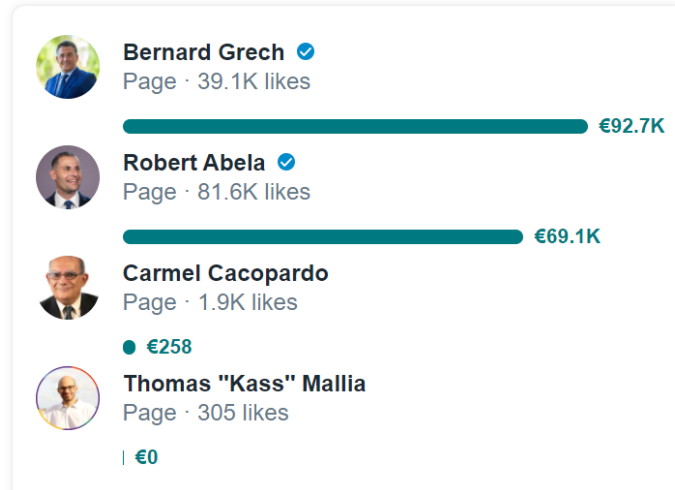 Bernard Grech
Page · 39.1K likes
€92.7K
Robert Abela
Page · 81.6K likes
€69.1K
Carmel Cacopardo
Page · 1.9K likes
€258
Thomas "Kass" Mallia
Page · 305 likes
€0